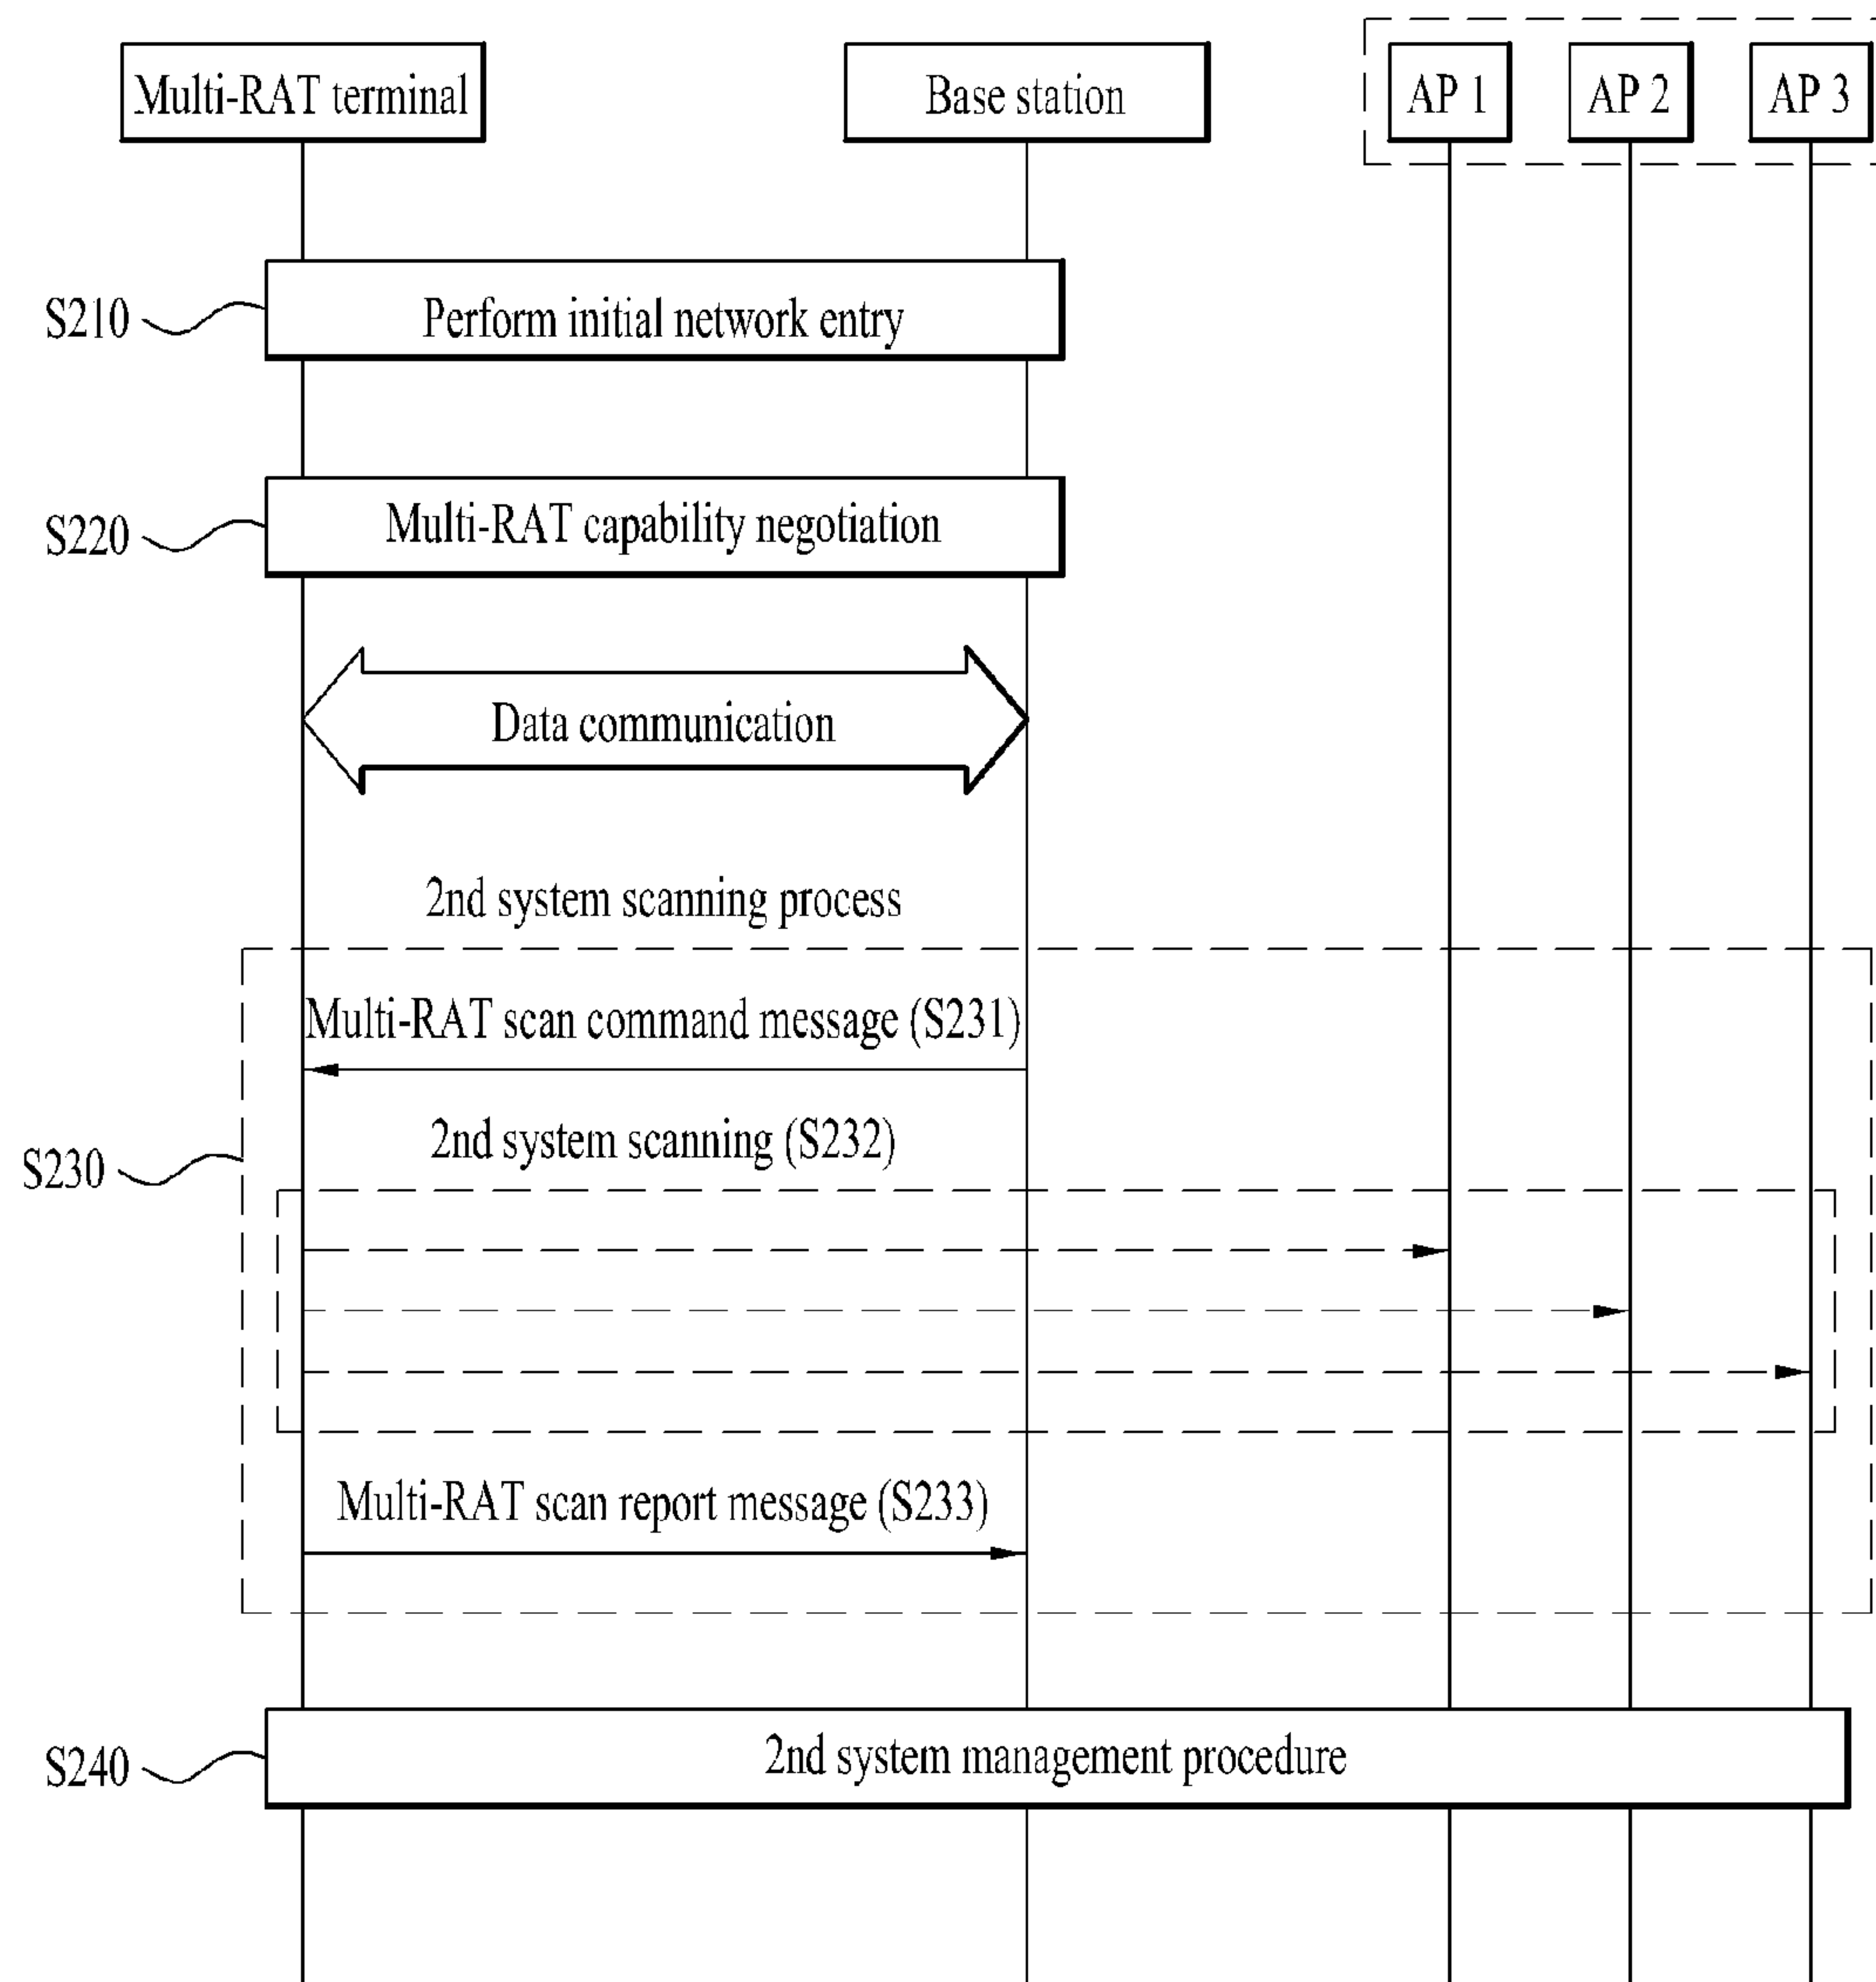 Multi-RAT terminal
Base station
AP 1
AP 2
AP 3
S210
Perform initial network entry
S220
Multi-RAT capability negotiation
Data communication
2nd system scanning process
Multi-RAT scan command message (S231)
S230
2nd system scanning (S232)
Multi-RAT scan report message (S233)
S240
2nd system management procedure